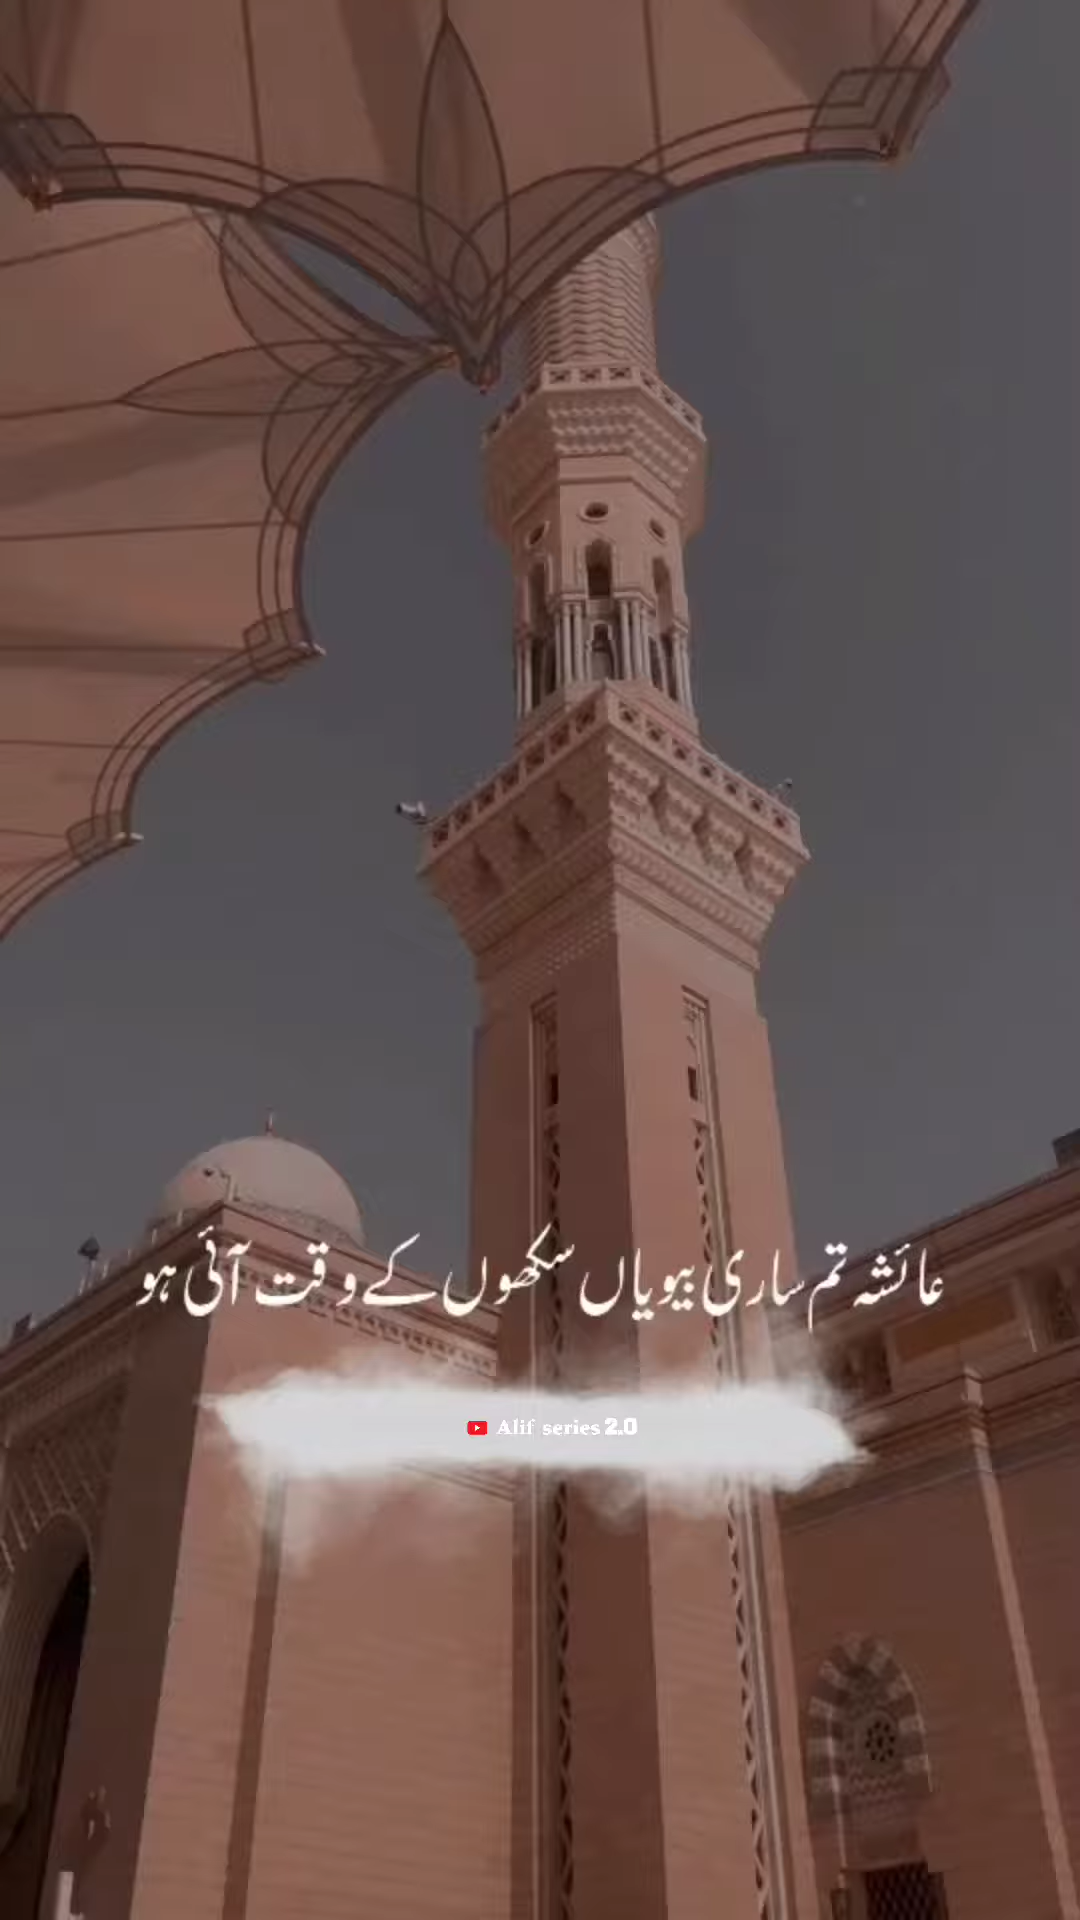 عائشہ تم ساری بیویاں سکھوں کے وقت آئی ہو
Alif series 2.0